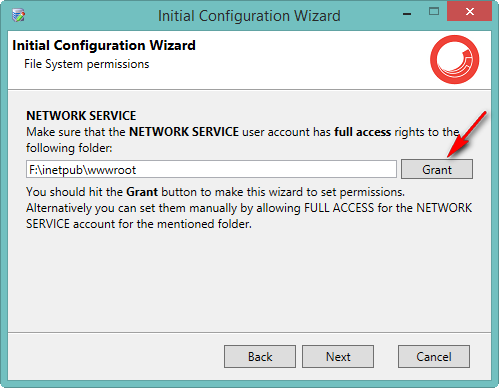 Initial Configuration Wizard
Initial Configuration Wizard
File System permissions
NETWORK SERVICE
Make sure that the NETWORK SERVICE user account has full access rights to the
following folder:
F:\inetpub\wwwroot
Grant
You should hit the Grant button to make this wizard to set permissions.
Alternatively you can set them manually by allowing FULL ACCESS for the NETWORK
SERVICE account for the mentioned folder.
Back
Next
Cancel